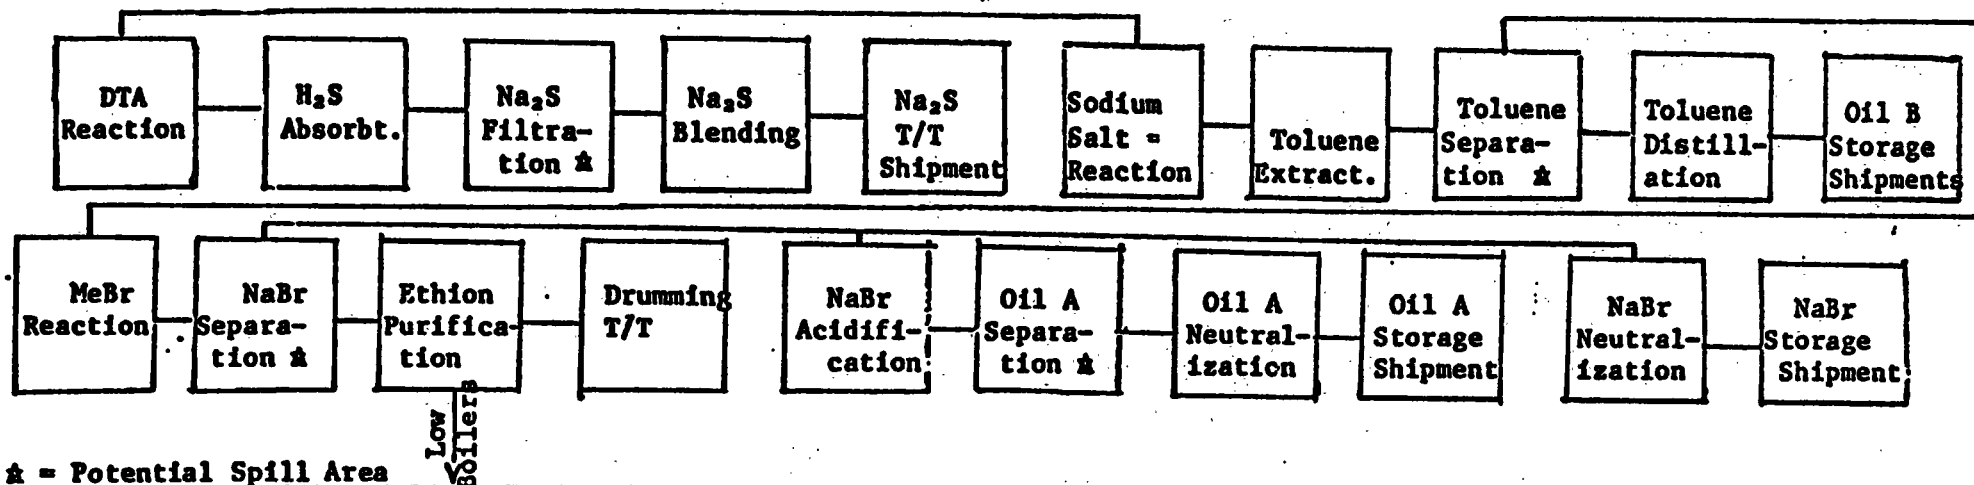 DTA
Reaction
H₂S
Absorbt.
Na₂S
Filtra-
tion ☆
Na₂S
Blending
Na₂S
T/T
Shipment
Sodium
Salt =
Reaction
Toluene
Extract.
Toluene
Separa-
tion ☆
Toluene
Distill-
ation
Oil B
Storage
Shipments
MeBr
Reaction
NaBr
Separa-
tion ☆
Ethion
Purifica-
tion
Drumming
T/T
NaBr
Acidifi-
cation
Oil A
Separa-
tion ☆
Oil A
Neutral-
ization
Oil A
Storage
Shipment
NaBr
Neutral-
ization
NaBr
Storage
Shipment
Low
Boilers
☆ = Potential Spill Area